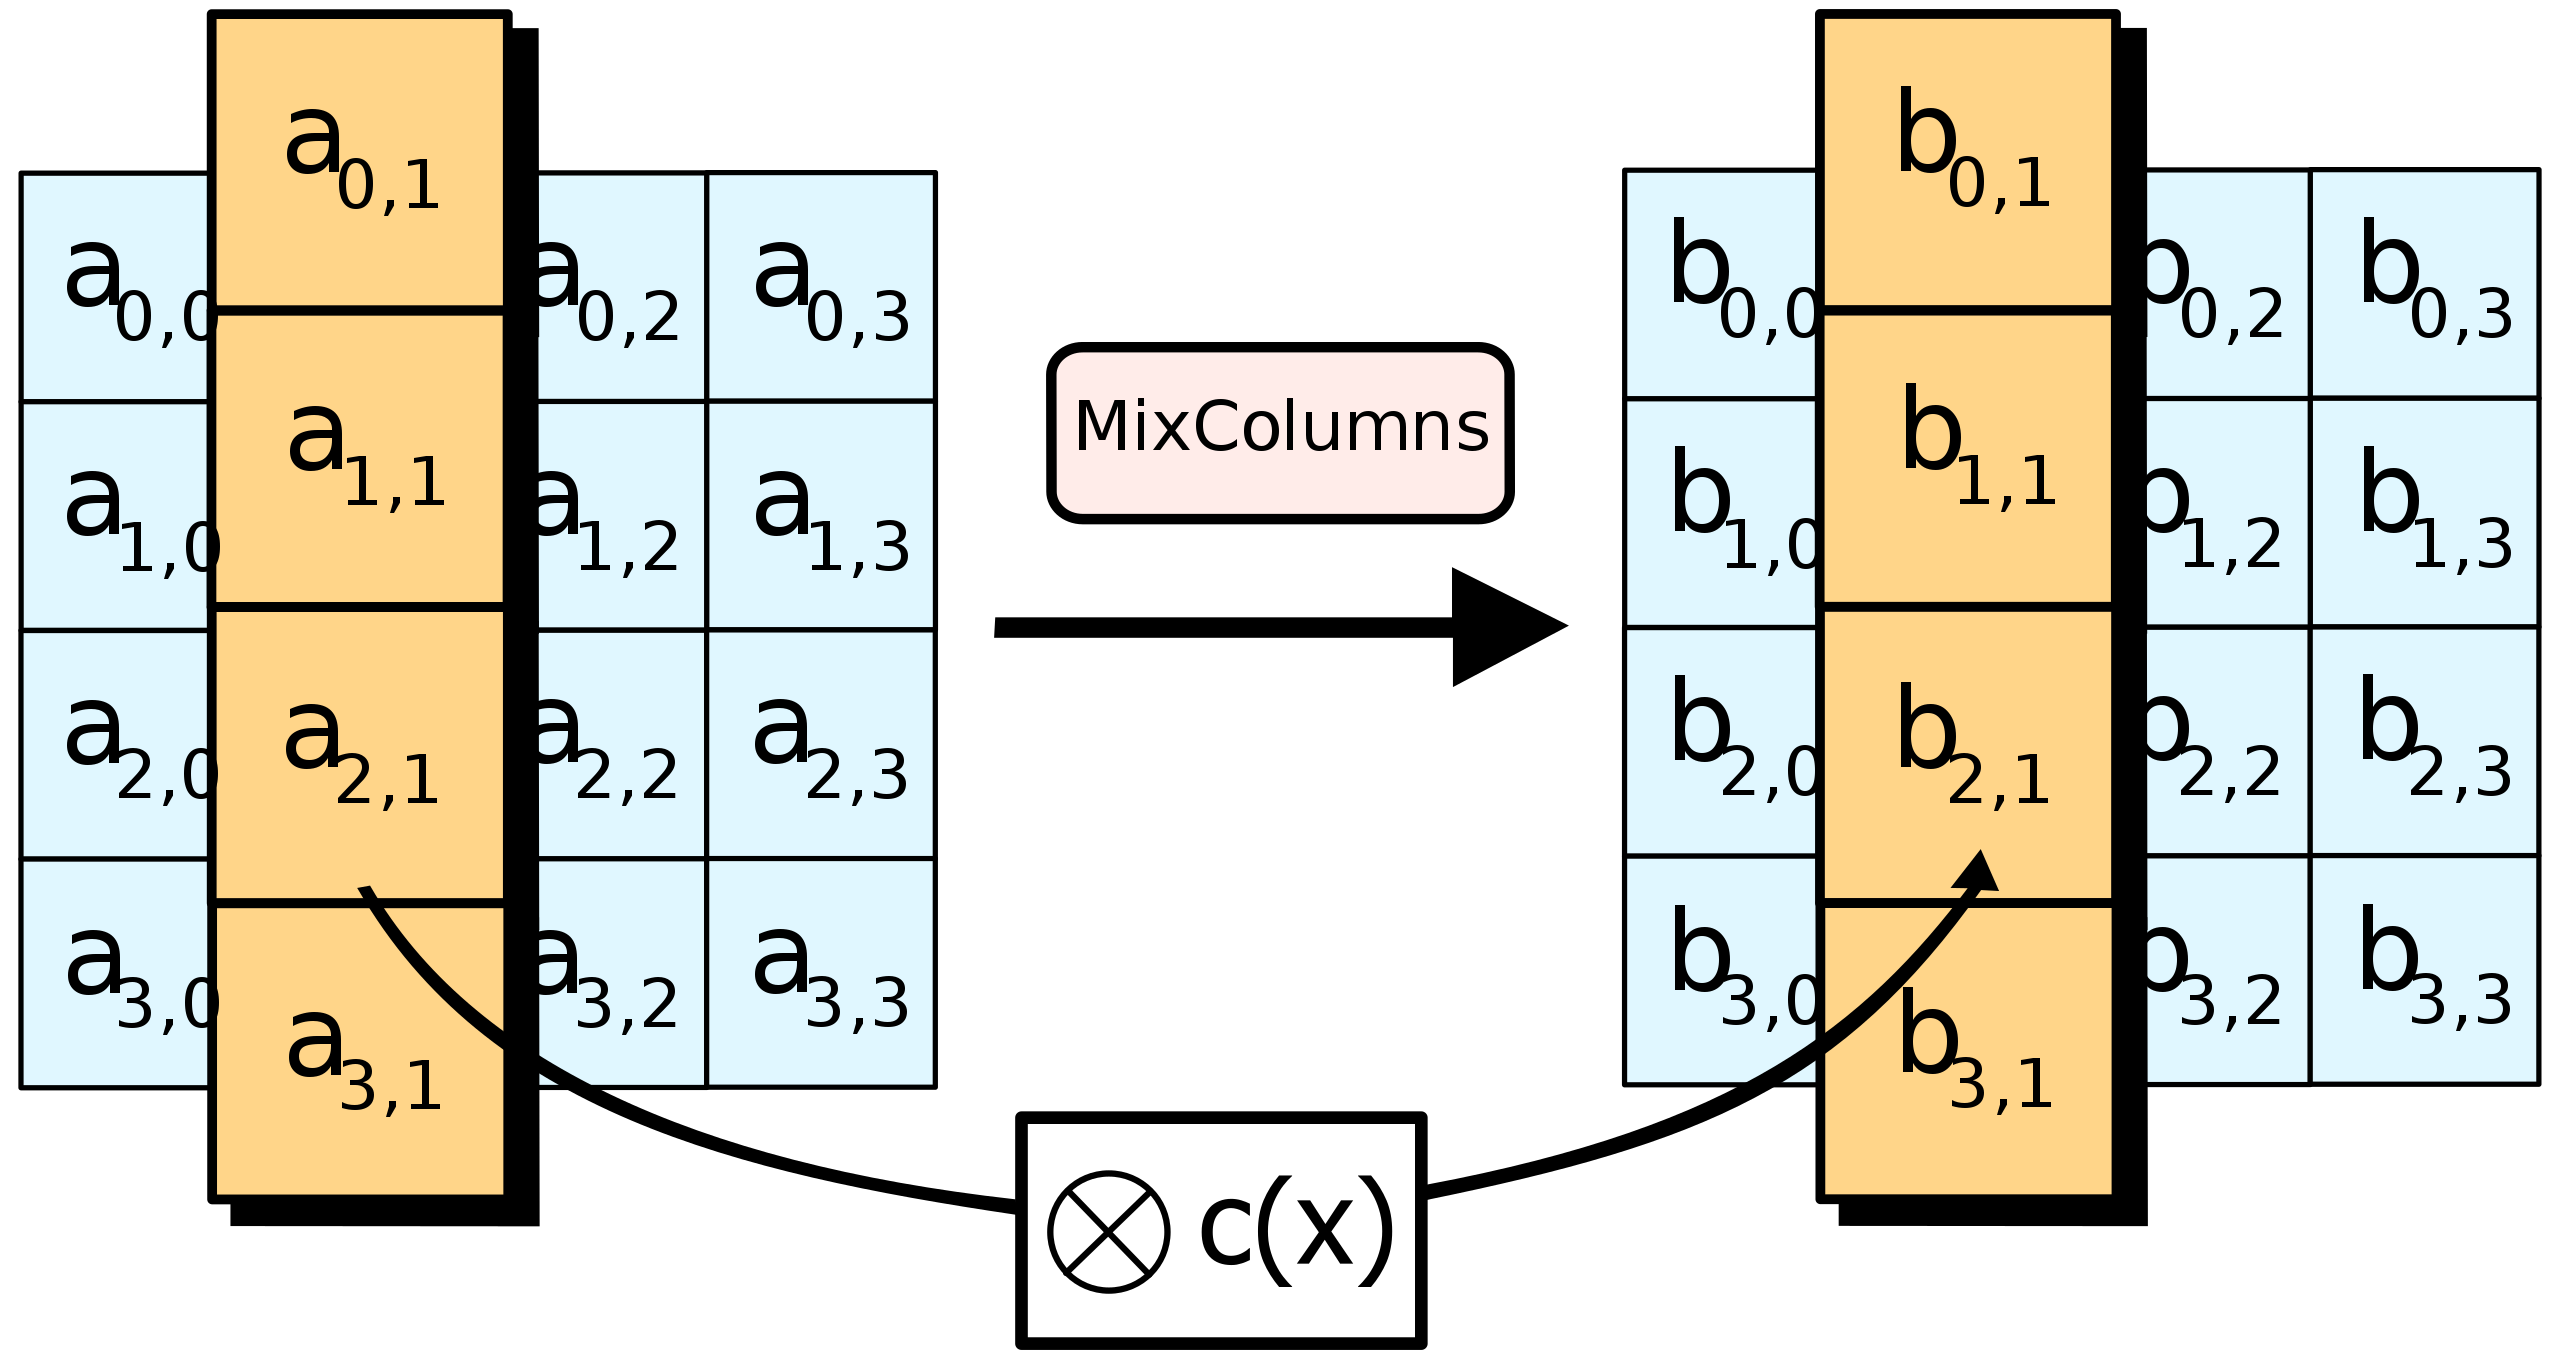 a0,1
a0,0 a0,2 a0,3
a1,1
a1,0 a1,2 a1,3
a2,1
a2,0 a2,2 a2,3
a3,0 a3,2 a3,3
a3,1
MixColumns
⊗ c(x)
b0,1
b0,0 b0,2 b0,3
b1,1
b1,0 b1,2 b1,3
b2,1
b2,0 b2,2 b2,3
b3,0 b3,2 b3,3
b3,1